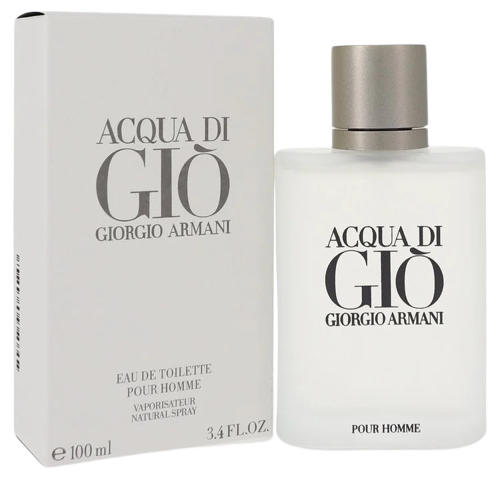 ACQUA DI
GIÒ
GIORGIO ARMANI
EAU DE TOILETTE
POUR HOMME
VAPORISATEUR
NATURAL SPRAY
℮ 100 ml
3.4 FL.OZ.
ACQUA DI
GIÒ
GIORGIO ARMANI
POUR HOMME